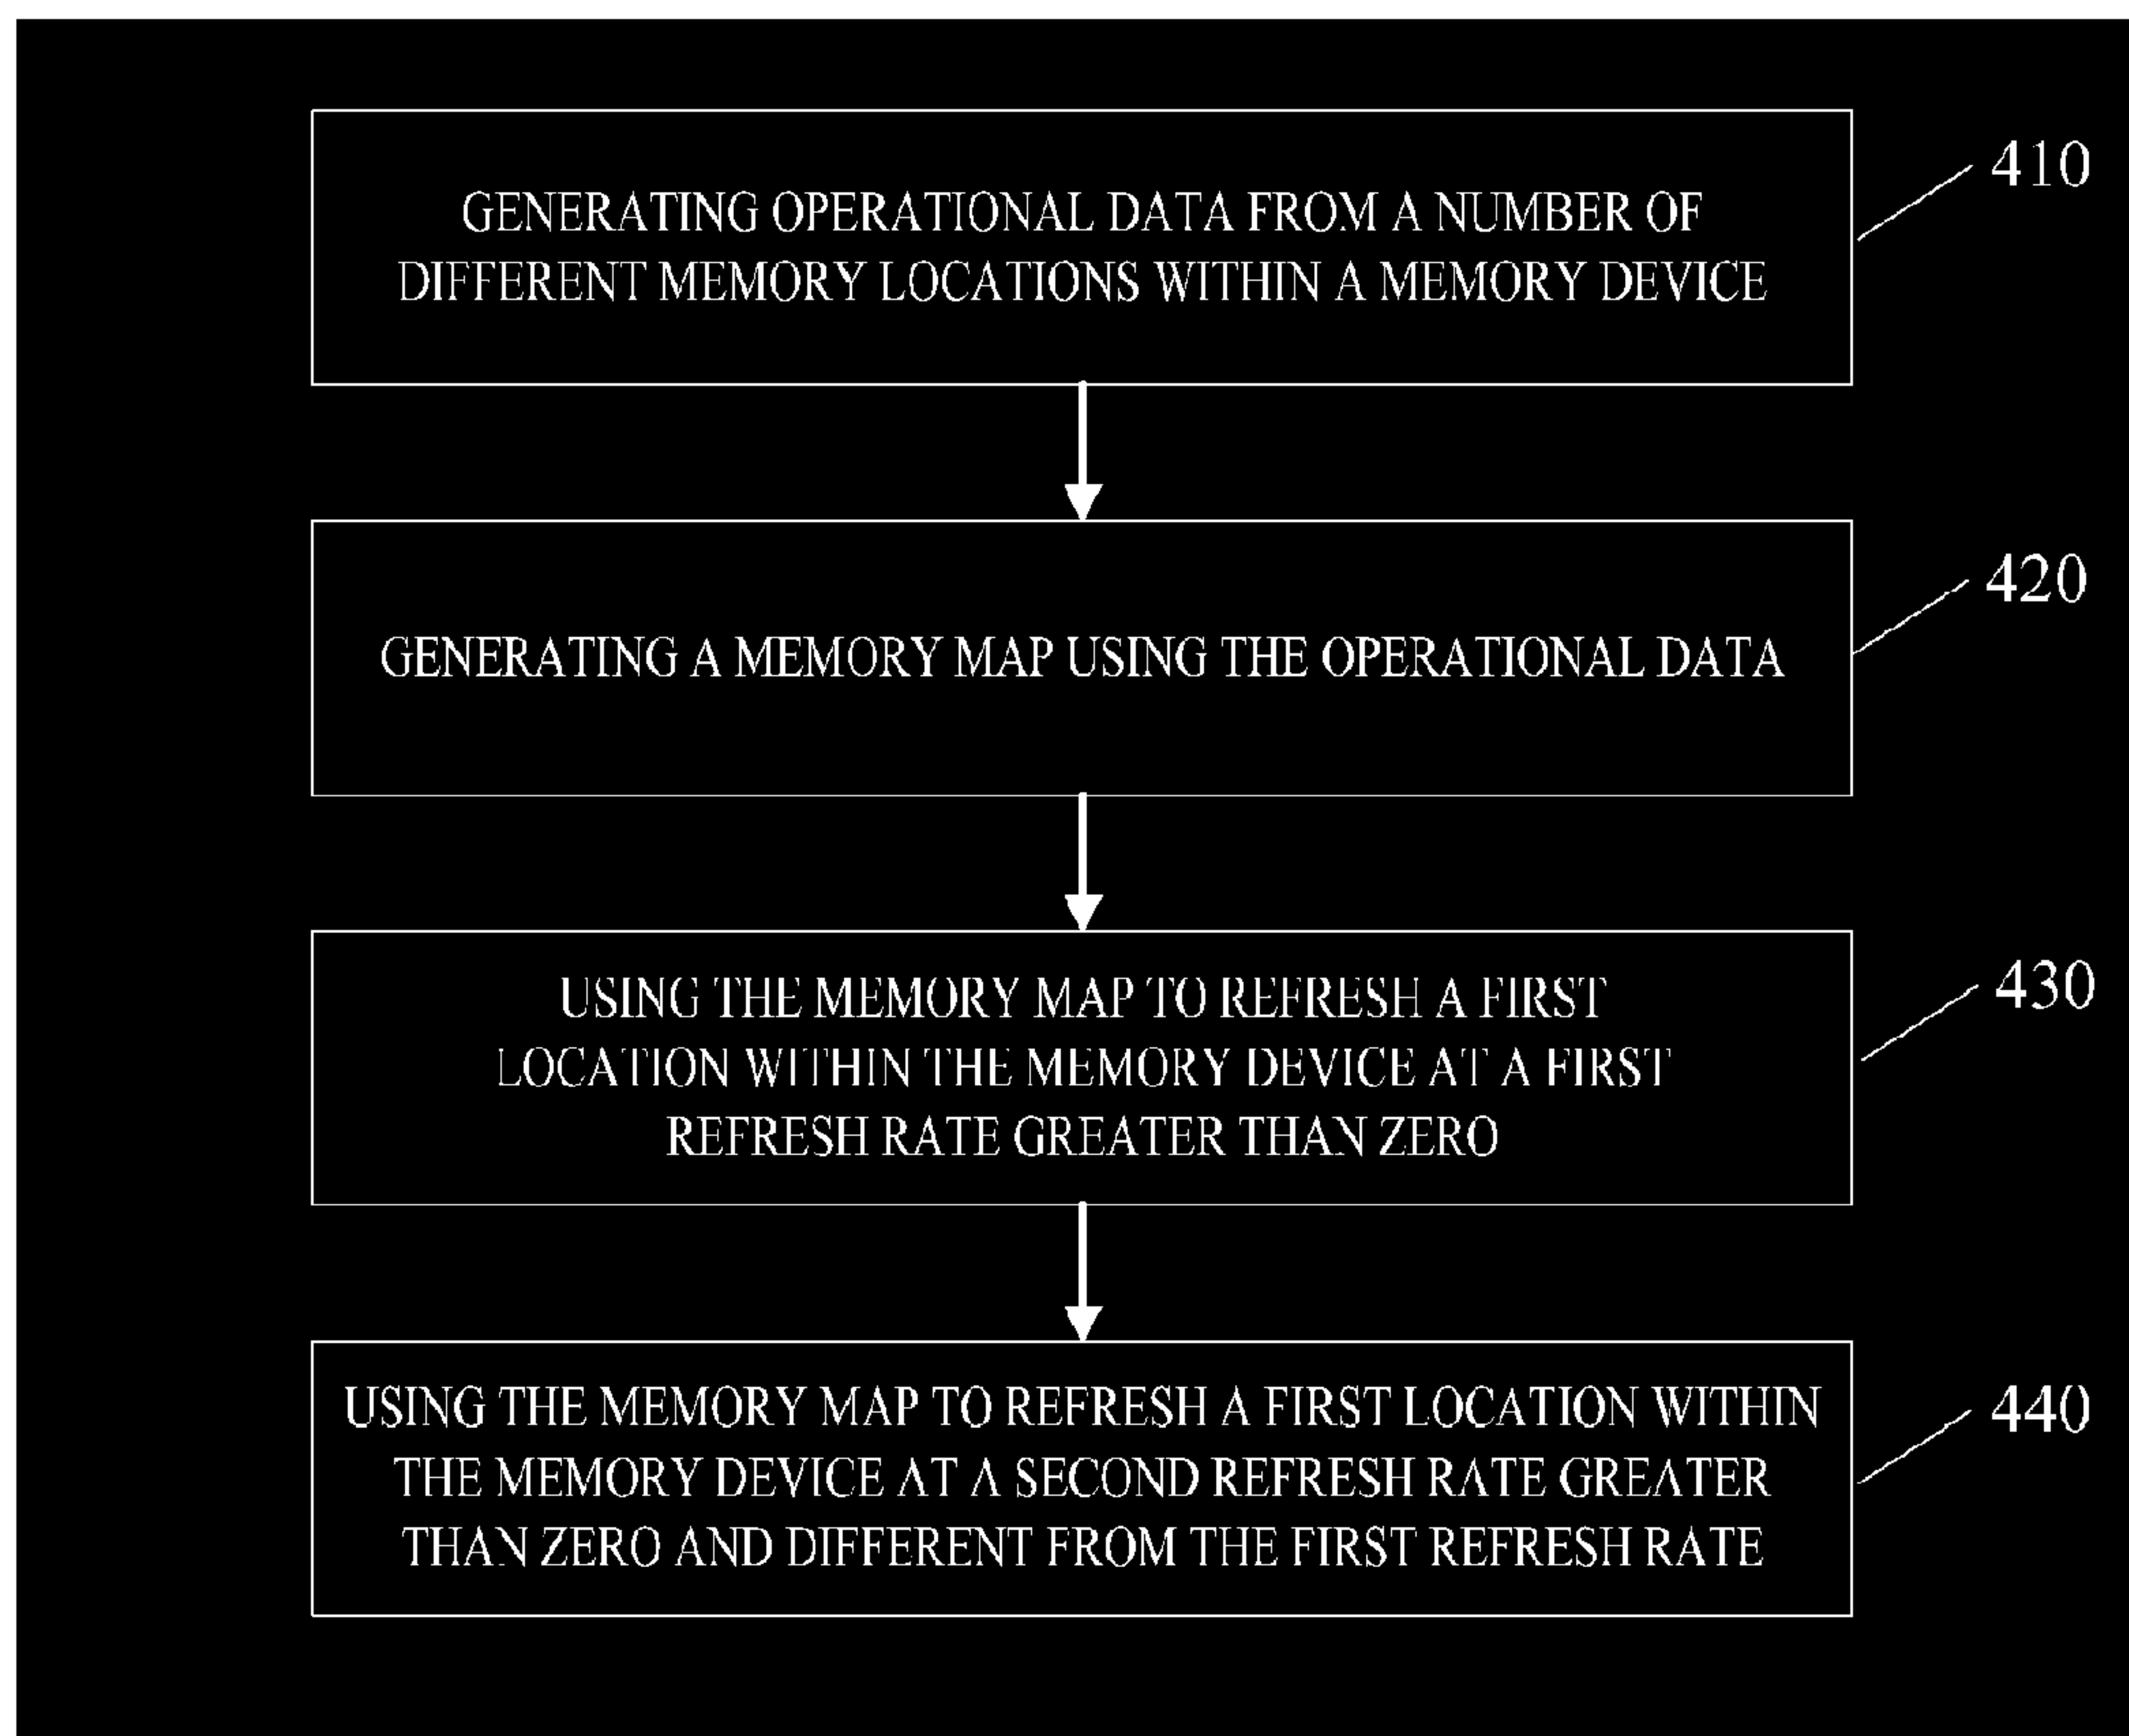 GENERATING OPERATIONAL DATA FROM A NUMBER OF
DIFFERENT MEMORY LOCATIONS WITHIN A MEMORY DEVICE
410
GENERATING A MEMORY MAP USING THE OPERATIONAL DATA
420
USING THE MEMORY MAP TO REFRESH A FIRST
LOCATION WITHIN THE MEMORY DEVICE AT A FIRST
REFRESH RATE GREATER THAN ZERO
430
USING THE MEMORY MAP TO REFRESH A FIRST LOCATION WITHIN
THE MEMORY DEVICE AT A SECOND REFRESH RATE GREATER
THAN ZERO AND DIFFERENT FROM THE FIRST REFRESH RATE
440